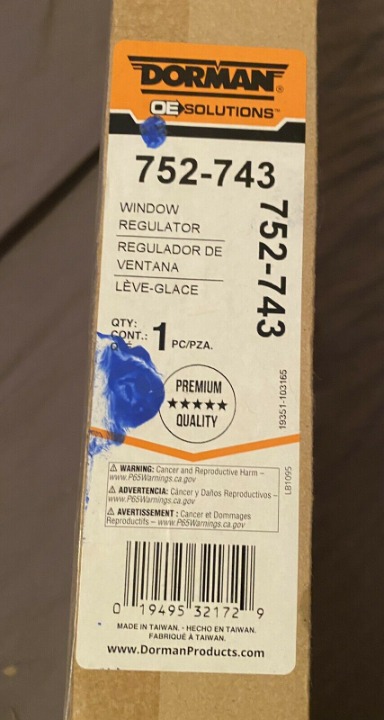 DORMAN®
OE SOLUTIONS™
752-743
752-743
WINDOW
REGULATOR
REGULADOR DE
VENTANA
LÈVE-GLACE
QTY:
CONT.:
1 PC/PZA.
PREMIUM
★★★★★
QUALITY
19351-103165
LB1095
⚠ WARNING: Cancer and Reproductive Harm –
www.P65Warnings.ca.gov
⚠ ADVERTENCIA: Cáncer y Daños Reproductivos –
www.P65Warnings.ca.gov
⚠ AVERTISSEMENT : Cancer et Dommages
Reproductifs – www.P65Warnings.ca.gov
0 19495 32172 9
MADE IN TAIWAN. - HECHO EN TAIWAN.
FABRIQUÉ À TAIWAN.
www.DormanProducts.com